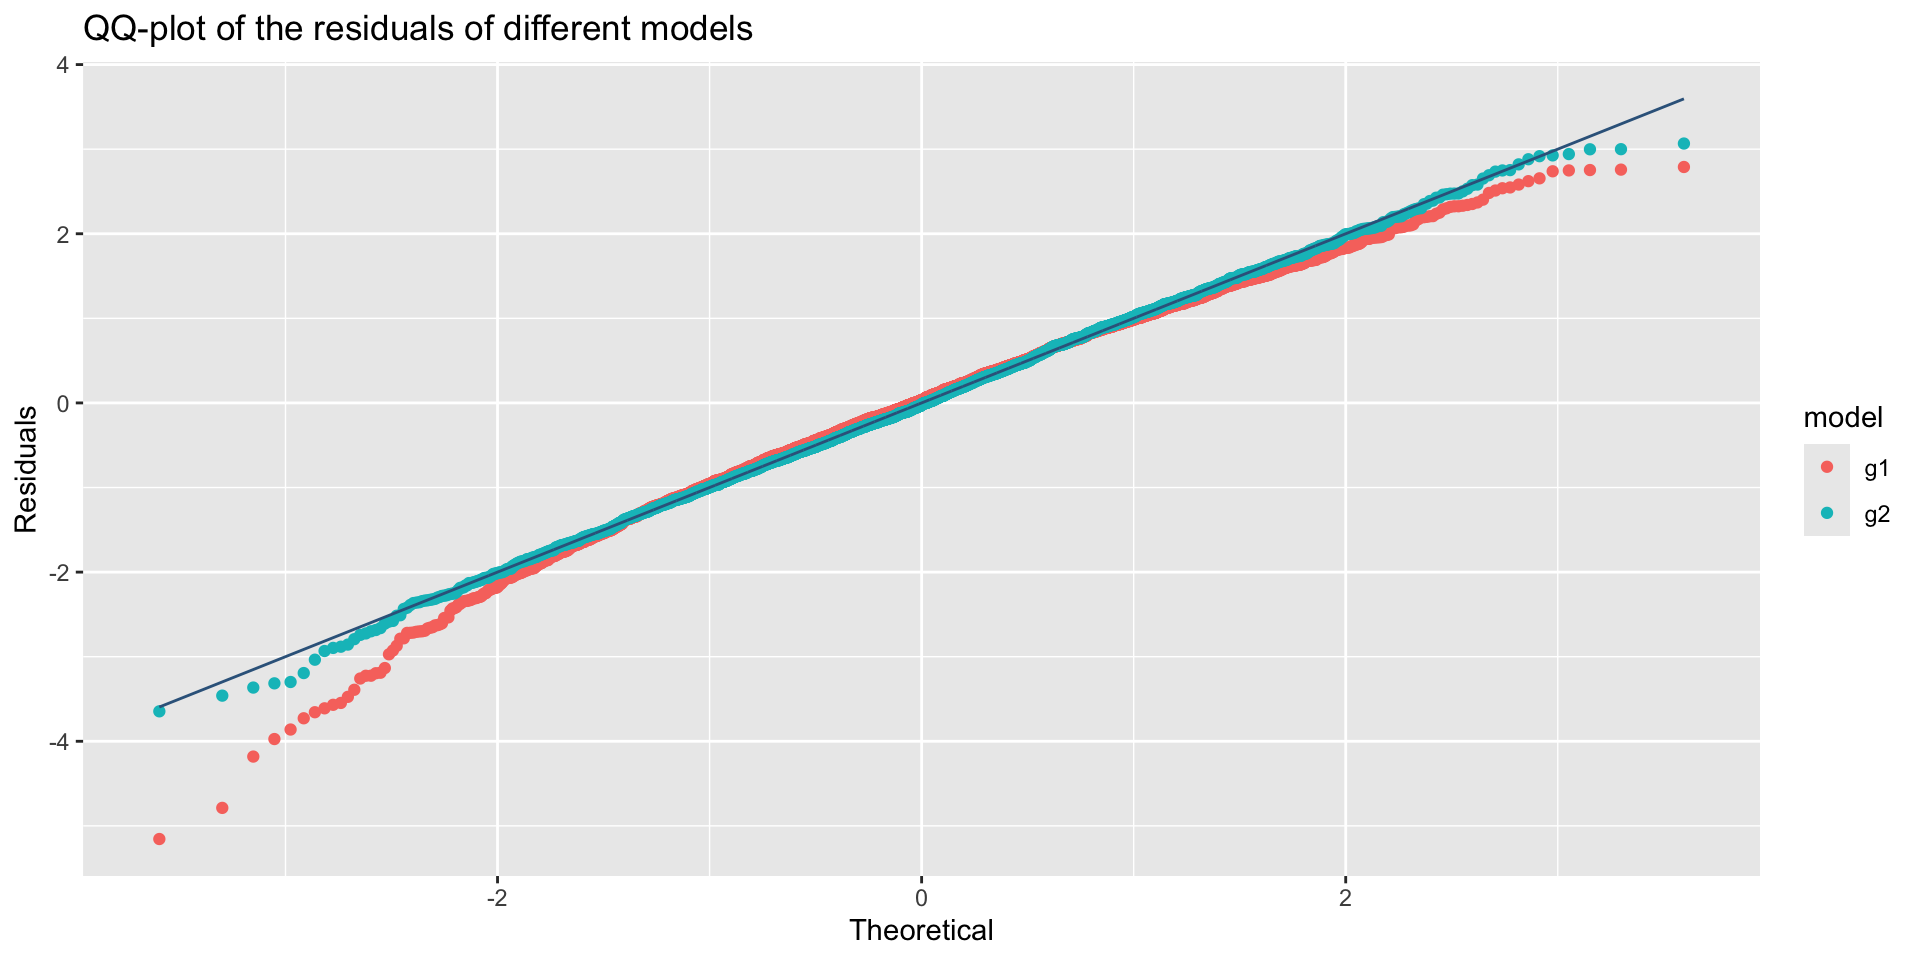 QQ-plot of the residuals of different models
4
2
0
-2
-4
Residuals
-2
0
2
Theoretical
model
g1
g2